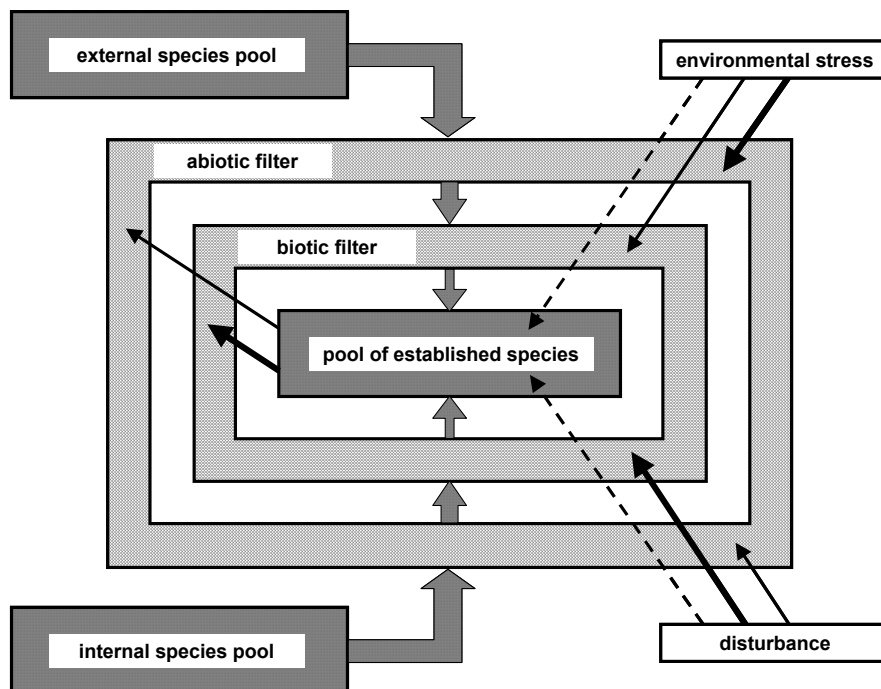 external species pool
environmental stress
abiotic filter
biotic filter
pool of established species
internal species pool
disturbance